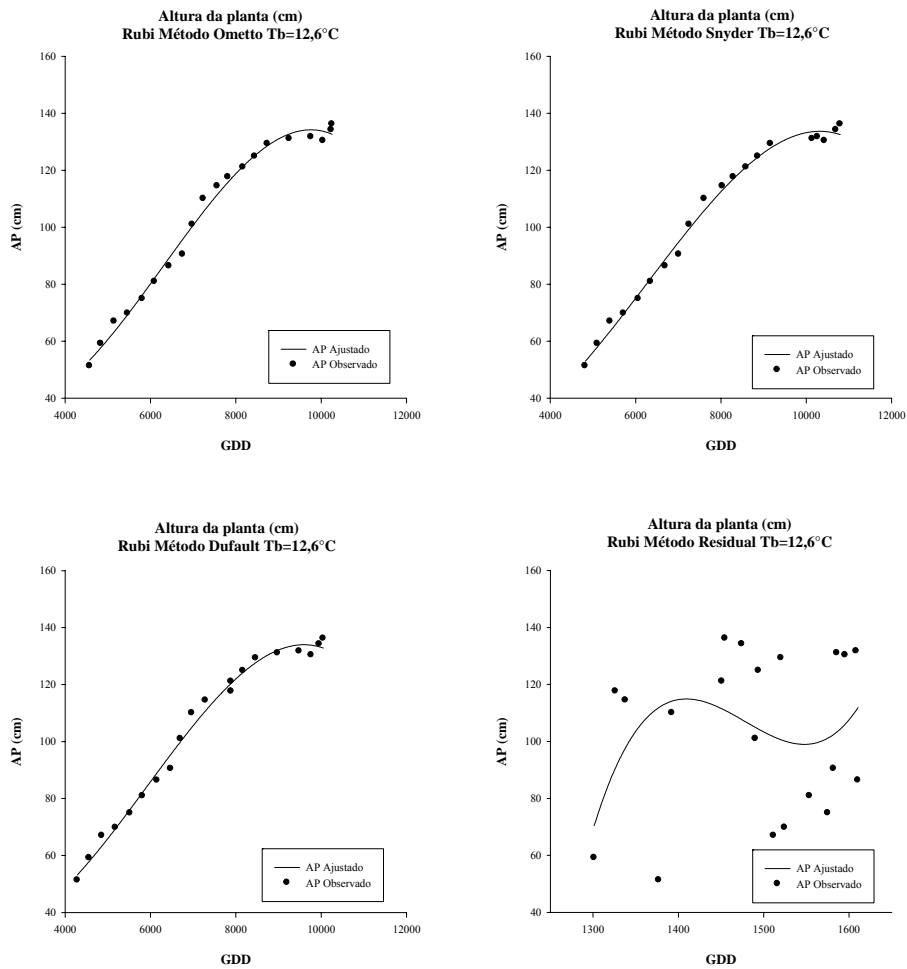 Altura da planta (cm)
Rubi Método Ometto Tb=12,6°C
160
140
120
100
80
60
40
AP (cm)
AP Ajustado
AP Observado
4000 6000 8000 10000 12000
GDD
Altura da planta (cm)
Rubi Método Snyder Tb=12,6°C
160
140
120
100
80
60
40
AP (cm)
AP Ajustado
AP Observado
4000 6000 8000 10000 12000
GDD
Altura da planta (cm)
Rubi Método Dufault Tb=12,6°C
160
140
120
100
80
60
40
AP (cm)
AP Ajustado
AP Observado
4000 6000 8000 10000 12000
GDD
Altura da planta (cm)
Rubi Método Residual Tb=12,6°C
160
140
120
100
80
60
40
AP (cm)
AP Ajustado
AP Observado
1300 1400 1500 1600
GDD